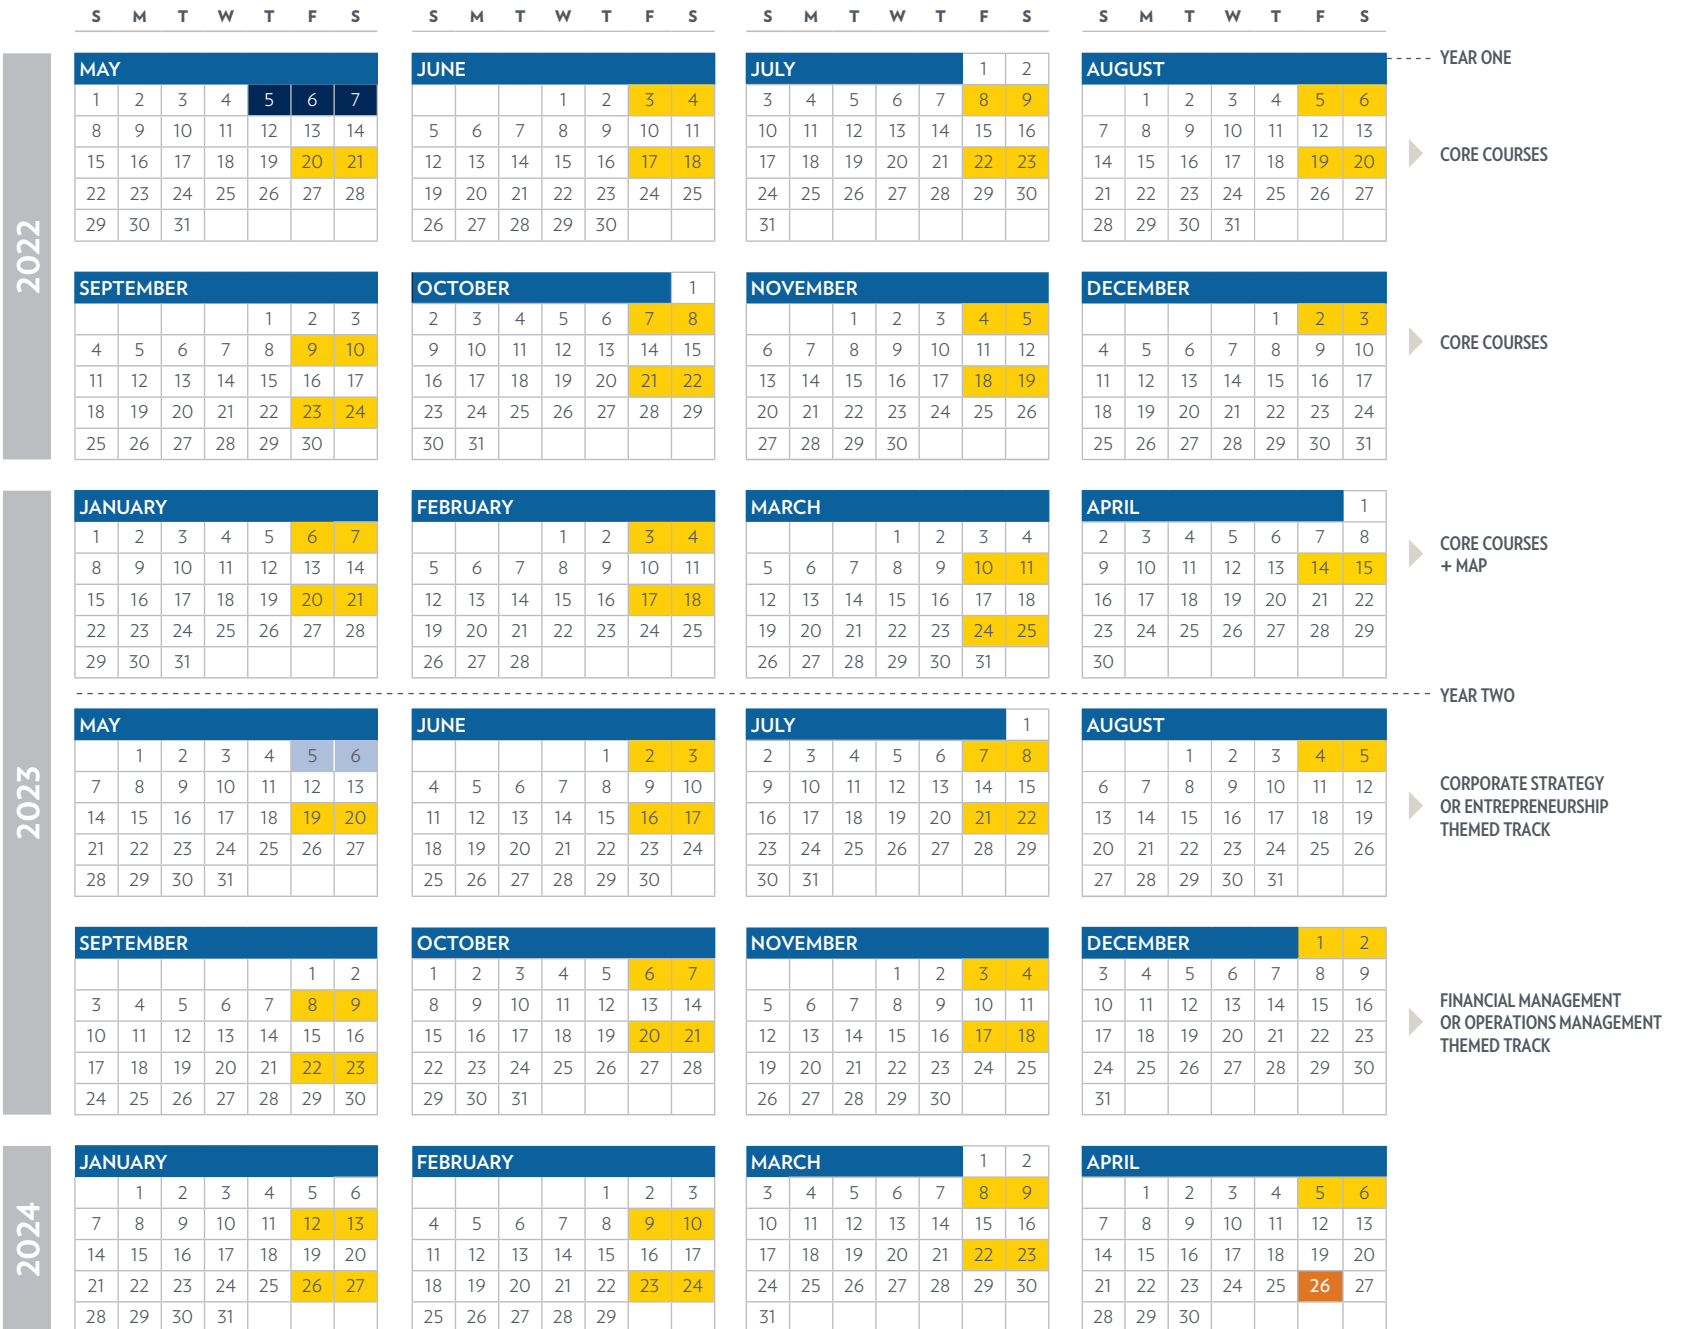 S M T W T F S S M T W T F S S M T W T F S S M T W T F S
2022
YEAR ONE
MAY
1 2 3 4 5 6 7
8 9 10 11 12 13 14
15 16 17 18 19 20 21
22 23 24 25 26 27 28
29 30 31
JUNE
1 2 3 4
5 6 7 8 9 10 11
12 13 14 15 16 17 18
19 20 21 22 23 24 25
26 27 28 29 30
JULY 1 2
3 4 5 6 7 8 9
10 11 12 13 14 15 16
17 18 19 20 21 22 23
24 25 26 27 28 29 30
31
AUGUST
1 2 3 4 5 6
7 8 9 10 11 12 13
14 15 16 17 18 19 20
21 22 23 24 25 26 27
28 29 30 31
CORE COURSES
SEPTEMBER
1 2 3
4 5 6 7 8 9 10
11 12 13 14 15 16 17
18 19 20 21 22 23 24
25 26 27 28 29 30
OCTOBER 1
2 3 4 5 6 7 8
9 10 11 12 13 14 15
16 17 18 19 20 21 22
23 24 25 26 27 28 29
30 31
NOVEMBER
1 2 3 4 5
6 7 8 9 10 11 12
13 14 15 16 17 18 19
20 21 22 23 24 25 26
27 28 29 30
DECEMBER
1 2 3
4 5 6 7 8 9 10
11 12 13 14 15 16 17
18 19 20 21 22 23 24
25 26 27 28 29 30 31
CORE COURSES
2023
JANUARY
1 2 3 4 5 6 7
8 9 10 11 12 13 14
15 16 17 18 19 20 21
22 23 24 25 26 27 28
29 30 31
FEBRUARY
1 2 3 4
5 6 7 8 9 10 11
12 13 14 15 16 17 18
19 20 21 22 23 24 25
26 27 28
MARCH
1 2 3 4
5 6 7 8 9 10 11
12 13 14 15 16 17 18
19 20 21 22 23 24 25
26 27 28 29 30 31
APRIL 1
2 3 4 5 6 7 8
9 10 11 12 13 14 15
16 17 18 19 20 21 22
23 24 25 26 27 28 29
30
CORE COURSES
+ MAP
YEAR TWO
MAY
1 2 3 4 5 6
7 8 9 10 11 12 13
14 15 16 17 18 19 20
21 22 23 24 25 26 27
28 29 30 31
JUNE
1 2 3
4 5 6 7 8 9 10
11 12 13 14 15 16 17
18 19 20 21 22 23 24
25 26 27 28 29 30
JULY 1
2 3 4 5 6 7 8
9 10 11 12 13 14 15
16 17 18 19 20 21 22
23 24 25 26 27 28 29
30 31
AUGUST
1 2 3 4 5
6 7 8 9 10 11 12
13 14 15 16 17 18 19
20 21 22 23 24 25 26
27 28 29 30 31
CORPORATE STRATEGY
OR ENTREPRENEURSHIP
THEMED TRACK
SEPTEMBER
1 2
3 4 5 6 7 8 9
10 11 12 13 14 15 16
17 18 19 20 21 22 23
24 25 26 27 28 29 30
OCTOBER
1 2 3 4 5 6 7
8 9 10 11 12 13 14
15 16 17 18 19 20 21
22 23 24 25 26 27 28
29 30 31
NOVEMBER
1 2 3 4
5 6 7 8 9 10 11
12 13 14 15 16 17 18
19 20 21 22 23 24 25
26 27 28 29 30
DECEMBER 1 2
3 4 5 6 7 8 9
10 11 12 13 14 15 16
17 18 19 20 21 22 23
24 25 26 27 28 29 30
31
FINANCIAL MANAGEMENT
OR OPERATIONS MANAGEMENT
THEMED TRACK
2024
JANUARY
1 2 3 4 5 6
7 8 9 10 11 12 13
14 15 16 17 18 19 20
21 22 23 24 25 26 27
28 29 30 31
FEBRUARY
1 2 3
4 5 6 7 8 9 10
11 12 13 14 15 16 17
18 19 20 21 22 23 24
25 26 27 28 29
MARCH 1 2
3 4 5 6 7 8 9
10 11 12 13 14 15 16
17 18 19 20 21 22 23
24 25 26 27 28 29 30
31
APRIL
1 2 3 4 5 6
7 8 9 10 11 12 13
14 15 16 17 18 19 20
21 22 23 24 25 26 27
28 29 30